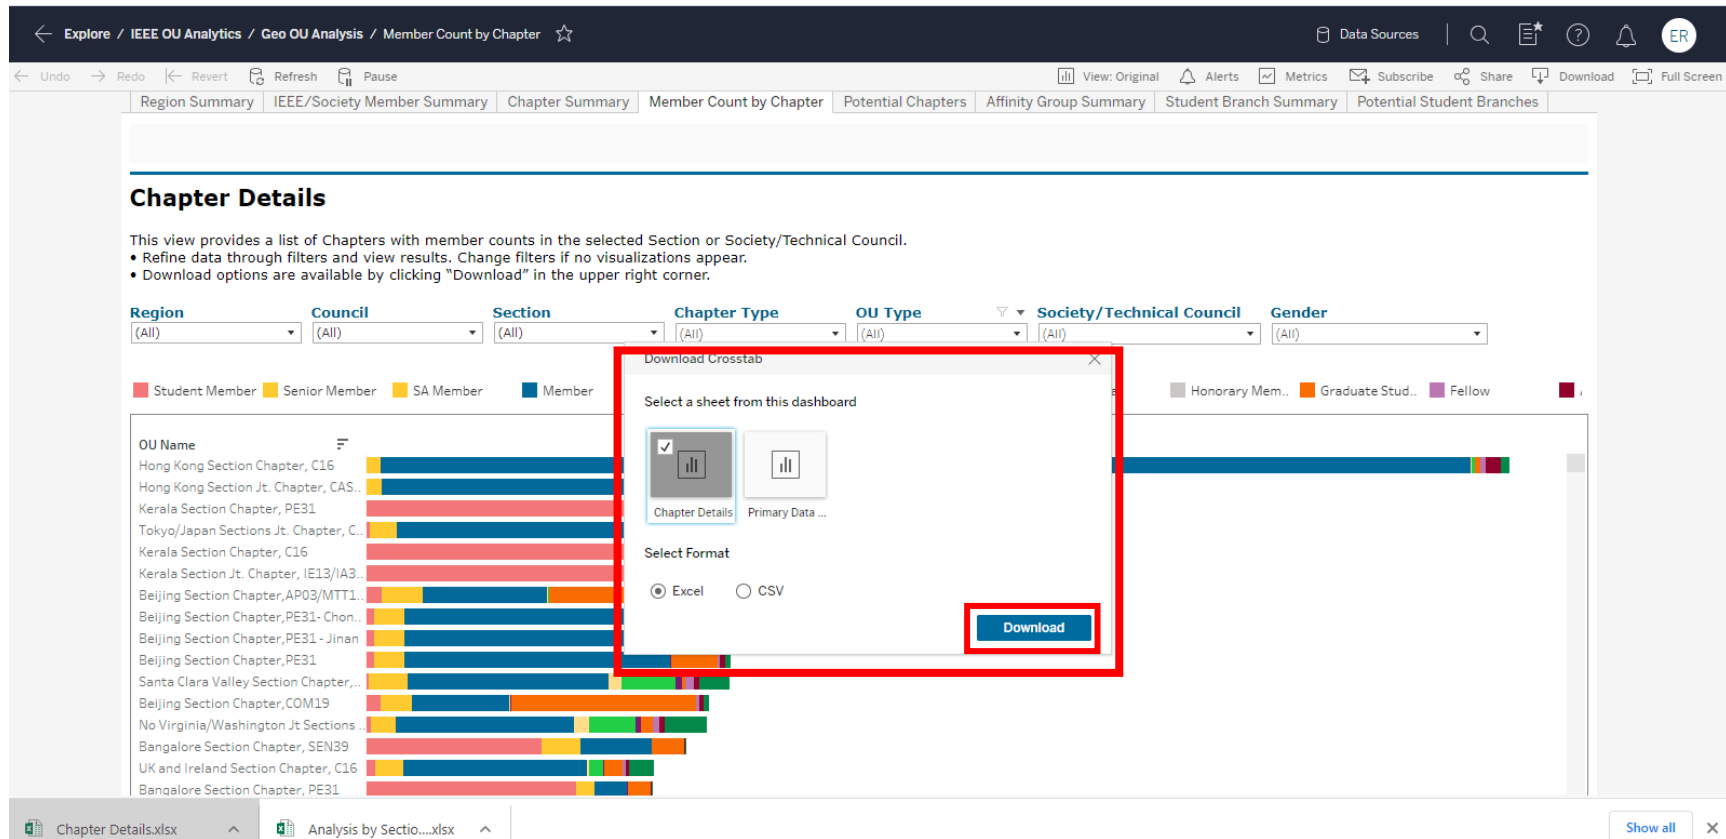 Explore / IEEE OU Analytics / Geo OU Analysis / Member Count by Chapter
Data Sources
ER
Undo Redo Revert Refresh Pause
View: Original Alerts Metrics Subscribe Share Download Full Screen
Region Summary IEEE/Society Member Summary Chapter Summary Member Count by Chapter Potential Chapters Affinity Group Summary Student Branch Summary Potential Student Branches
Chapter Details
This view provides a list of Chapters with member counts in the selected Section or Society/Technical Council.
• Refine data through filters and view results. Change filters if no visualizations appear.
• Download options are available by clicking "Download" in the upper right corner.
Region Council Section Chapter Type OU Type Society/Technical Council Gender
(All) (All) (All) (All) (All) (All) (All)
Student Member Senior Member SA Member Member Honorary Mem.. Graduate Stud.. Fellow
Download Crosstab
Select a sheet from this dashboard
Chapter Details Primary Data ...
Select Format
Excel CSV
Download
OU Name
Hong Kong Section Chapter, C16
Hong Kong Section Jt. Chapter, CAS..
Kerala Section Chapter, PE31
Tokyo/Japan Sections Jt. Chapter, C..
Kerala Section Chapter, C16
Kerala Section Jt. Chapter, IE13/IA3..
Beijing Section Chapter,AP03/MTT1..
Beijing Section Chapter,PE31- Chon..
Beijing Section Chapter,PE31 - Jinan
Beijing Section Chapter,PE31
Santa Clara Valley Section Chapter,..
Beijing Section Chapter,COM19
No Virginia/Washington Jt Sections ..
Bangalore Section Chapter, SEN39
UK and Ireland Section Chapter, C16
Bangalore Section Chapter, PE31
Chapter Details.xlsx
Analysis by Sectio....xlsx
Show all